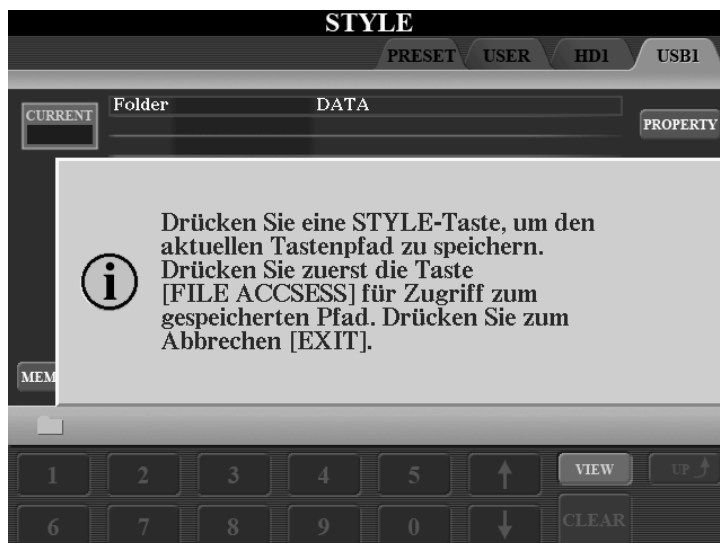 STYLE
PRESET USER HD1 USB1
CURRENT
Folder DATA
PROPERTY
Drücken Sie eine STYLE-Taste, um den
aktuellen Tastenpfad zu speichern.
Drücken Sie zuerst die Taste
[FILE ACCSESS] für Zugriff zum
gespeicherten Pfad. Drücken Sie zum
Abbrechen [EXIT].
MEM
1 2 3 4 5 VIEW UP
6 7 8 9 0 CLEAR